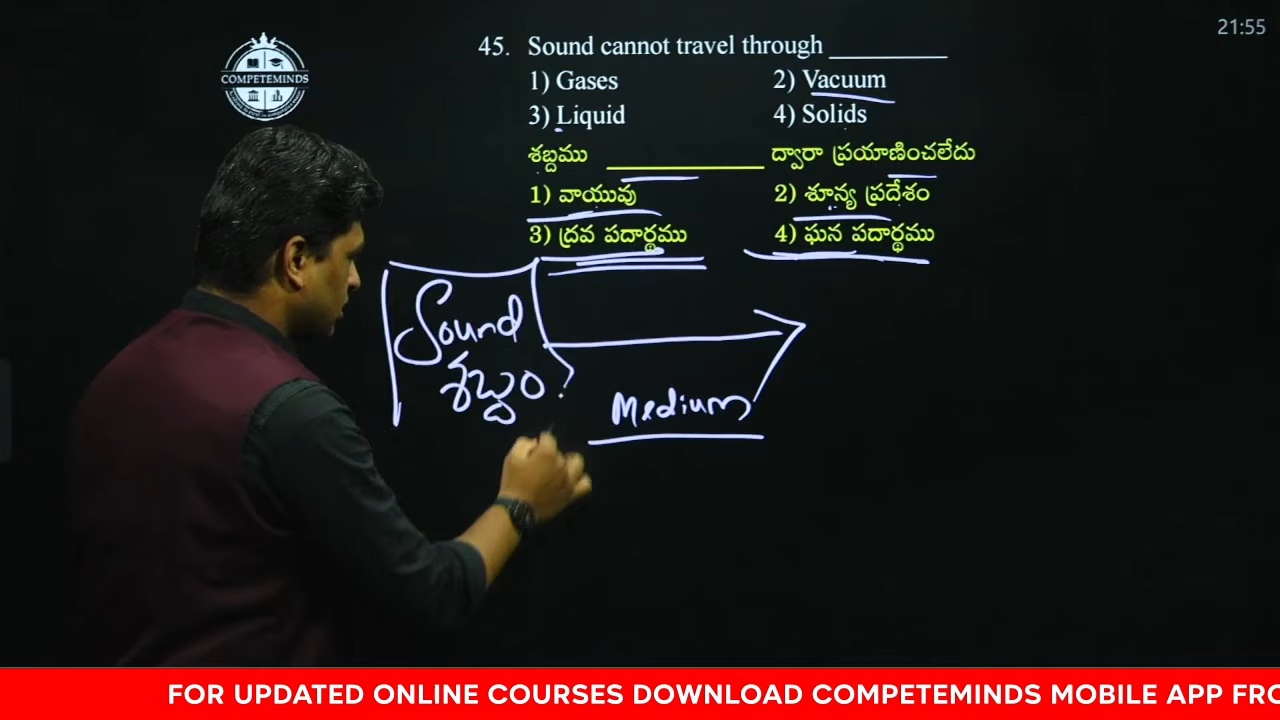 21:55
COMPETEMINDS
45. Sound cannot travel through ________
1) Gases 2) Vacuum
3) Liquid 4) Solids
శబ్దము ____________ ద్వారా ప్రయాణించలేదు
1) వాయువు 2) శూన్య ప్రదేశం
3) ద్రవ పదార్థము 4) ఘన పదార్థము
Sound
శబ్దం
Medium
FOR UPDATED ONLINE COURSES DOWNLOAD COMPETEMINDS MOBILE APP FRO